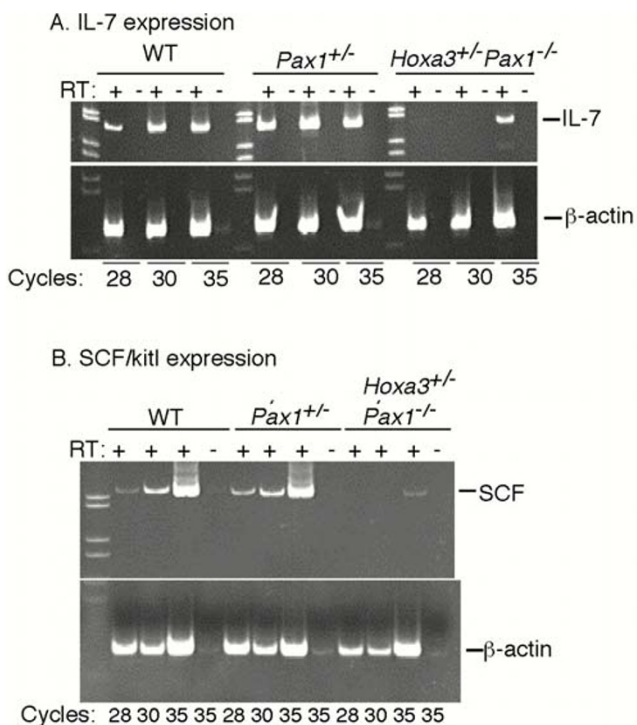 A. IL-7 expression
WT Pax1+/- Hoxa3+/-Pax1-/-
RT: + - + - + - + - + - + - + - + - + -
IL-7
β-actin
Cycles: 28 30 35 28 30 35 28 30 35
B. SCF/kitl expression
Hoxa3+/-
WT Pax1+/- Pax1-/-
RT: + + + - + + + - + + + -
SCF
β-actin
Cycles: 28 30 35 35 28 30 35 35 28 30 35 35